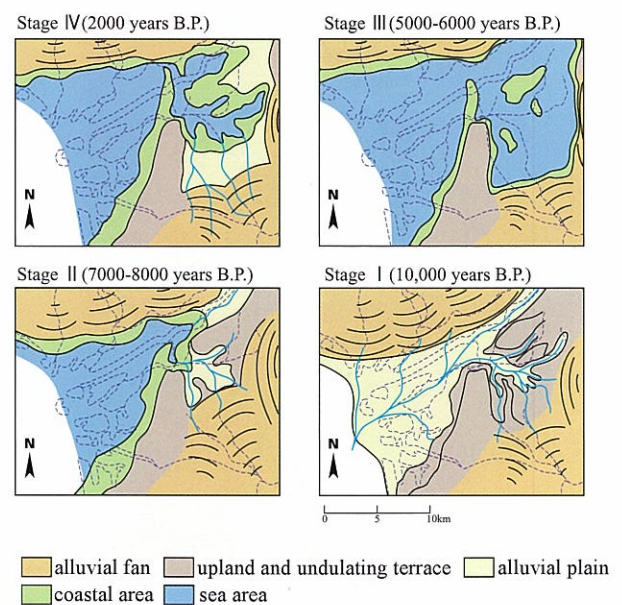 Stage Ⅳ (2000 years B.P.)
Stage Ⅲ (5000-6000 years B.P.)
N
N
Stage Ⅱ (7000-8000 years B.P.)
Stage Ⅰ (10,000 years B.P.)
N
N
0 5 10km
alluvial fan
upland and undulating terrace
alluvial plain
coastal area
sea area